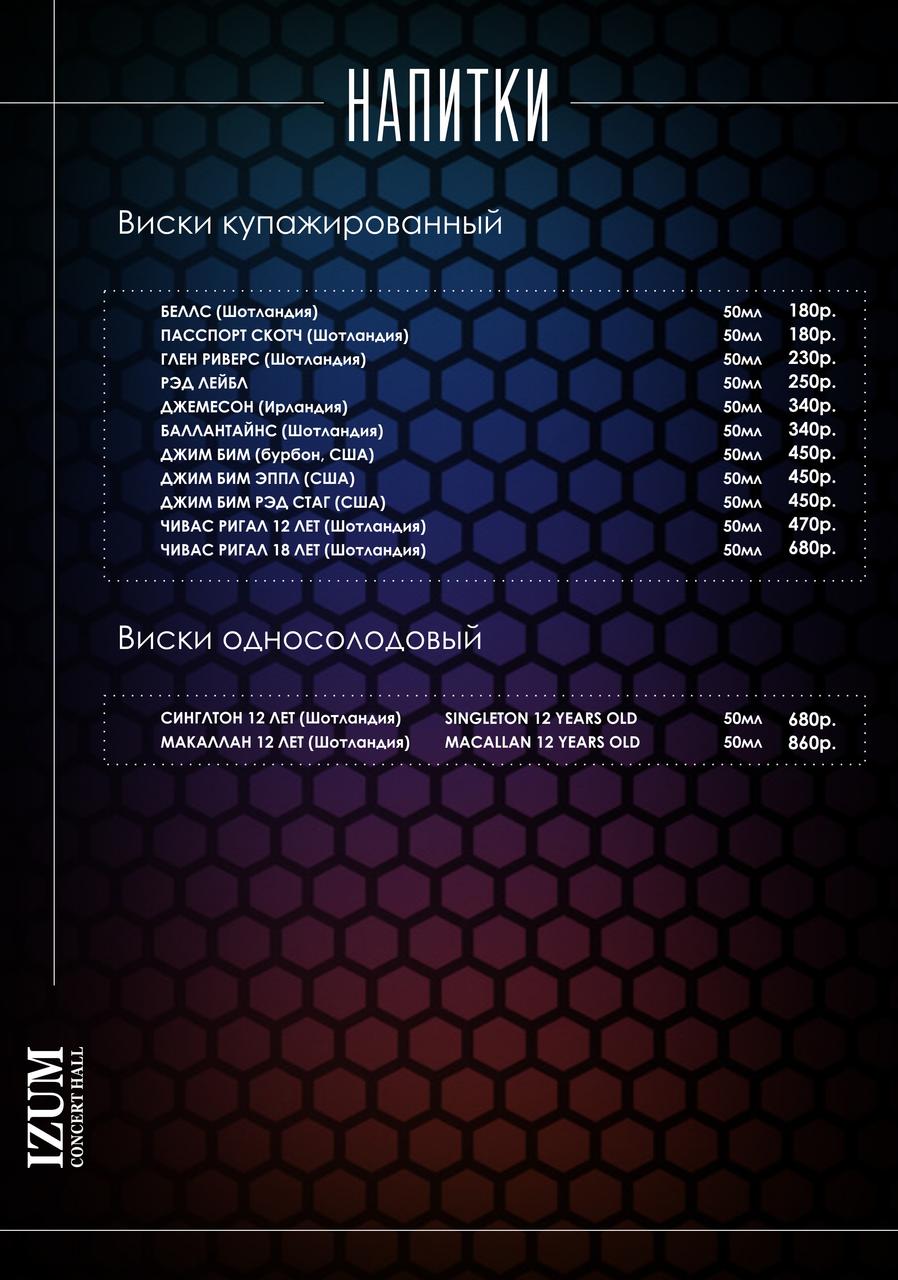 НАПИТКИ
Виски купажированный
БЕЛЛС (Шотландия) 50мл 180р.
ПАССПОРТ СКОТЧ (Шотландия) 50мл 180р.
ГЛЕН РИВЕРС (Шотландия) 50мл 230р.
РЭД ЛЕЙБЛ 50мл 250р.
ДЖЕМЕСОН (Ирландия) 50мл 340р.
БАЛЛАНТАЙНС (Шотландия) 50мл 340р.
ДЖИМ БИМ (бурбон, США) 50мл 450р.
ДЖИМ БИМ ЭППЛ (США) 50мл 450р.
ДЖИМ БИМ РЭД СТАГ (США) 50мл 450р.
ЧИВАС РИГАЛ 12 ЛЕТ (Шотландия) 50мл 470р.
ЧИВАС РИГАЛ 18 ЛЕТ (Шотландия) 50мл 680р.
Виски односолодовый
СИНГЛТОН 12 ЛЕТ (Шотландия) SINGLETON 12 YEARS OLD 50мл 680р.
МАКАЛЛАН 12 ЛЕТ (Шотландия) MACALLAN 12 YEARS OLD 50мл 860р.
IZUM
CONCERT HALL